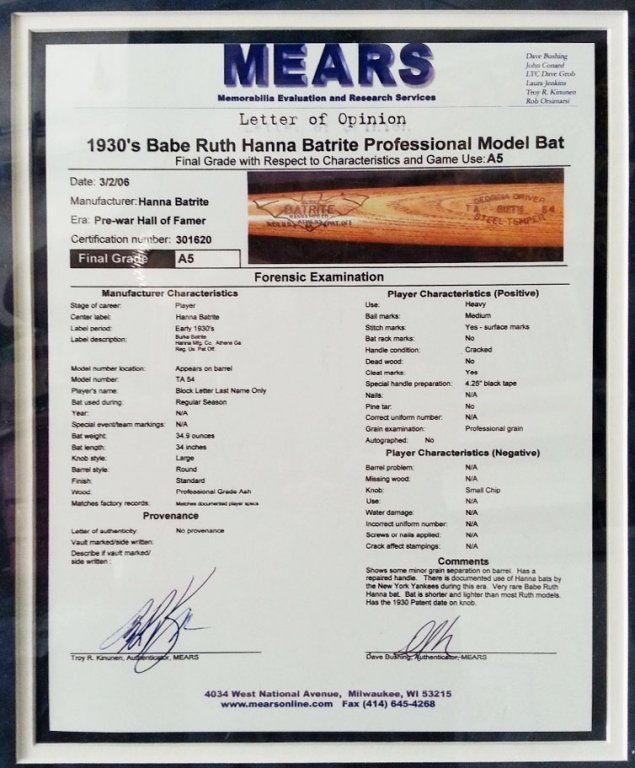 MEARS
Memorabilia Evaluation and Research Services
Dave Bushing
John Conard
LTC Dave Grob
Laura Jenkins
Troy R. Kinunen
Rob Orsimarsi
Letter of Opinion
1930's Babe Ruth Hanna Batrite Professional Model Bat
Final Grade with Respect to Characteristics and Game Use: A5
Date: 3/2/06
Manufacturer: Hanna Batrite
Era: Pre-war Hall of Famer
Certification number: 301620
Final Grade A5
BATRITE
GEORGIA DRIVER
TA RUTH 54
STEEL TEMPER
Forensic Examination
Manufacturer Characteristics
Stage of career: Player
Center label: Hanna Batrite
Label period: Early 1930's
Label description: Burke Batrite
Hanna Mfg. Co. Athens Ga
Reg. Us. Pat Off.
Model number location: Appears on barrel
Model number: TA 54
Player's name: Block Letter Last Name Only
Bat used during: Regular Season
Year: N/A
Special event/team markings: N/A
Bat weight: 34.9 ounces
Bat length: 34 inches
Knob style: Large
Barrel style: Round
Finish: Standard
Wood: Professional Grade Ash
Matches factory records: Matches documented player specs
Provenance
Letter of authenticity: No provenance
Vault marked/side written:
Describe if vault marked/
side written :
Troy R. Kinunen, Authenticator, MEARS
Player Characteristics (Positive)
Use: Heavy
Ball marks: Medium
Stitch marks: Yes - surface marks
Bat rack marks: No
Handle condition: Cracked
Dead wood: No
Cleat marks: Yes
Special handle preparation: 4.25" black tape
Nails: N/A
Pine tar: No
Correct uniform number: N/A
Grain examination: Professional grain
Autographed: No
Player Characteristics (Negative)
Barrel problem: N/A
Missing wood: N/A
Knob: Small Chip
Use: N/A
Water damage: N/A
Incorrect uniform number: N/A
Screws or nails applied: N/A
Crack affect stampings: N/A
Comments
Shows some minor grain separation on barrel. Has a
repaired handle. There is documented use of Hanna bats by
the New York Yankees during this era. Very rare Babe Ruth
Hanna bat. Bat is shorter and lighter than most Ruth models.
Has the 1930 Patent date on knob.
Dave Bushing, Authenticator, MEARS
4034 West National Avenue, Milwaukee, WI 53215
www.mearsonline.com Fax (414) 645-4268